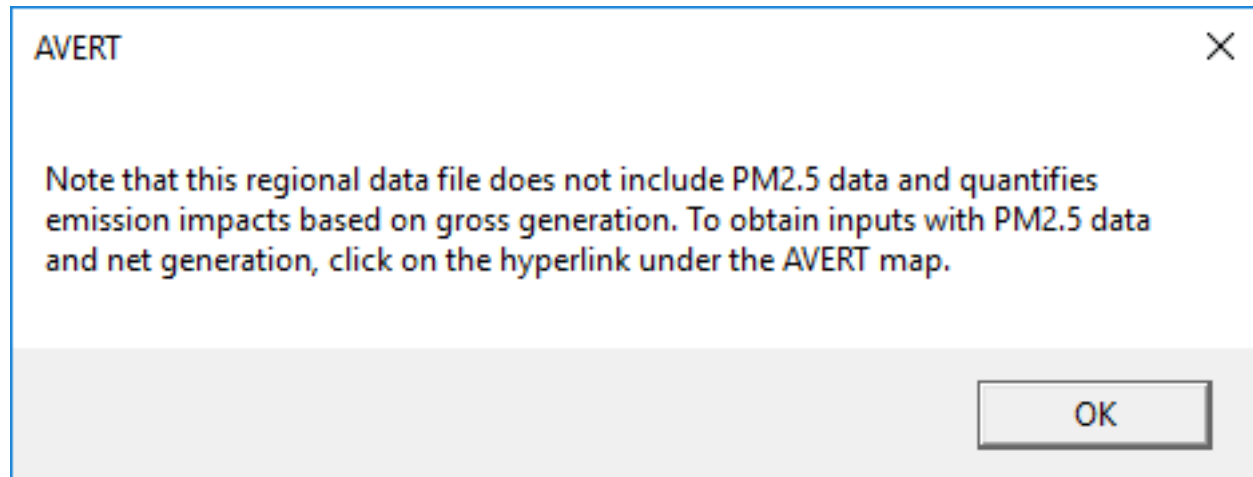 AVERT
Note that this regional data file does not include PM2.5 data and quantifies
emission impacts based on gross generation. To obtain inputs with PM2.5 data
and net generation, click on the hyperlink under the AVERT map.
OK